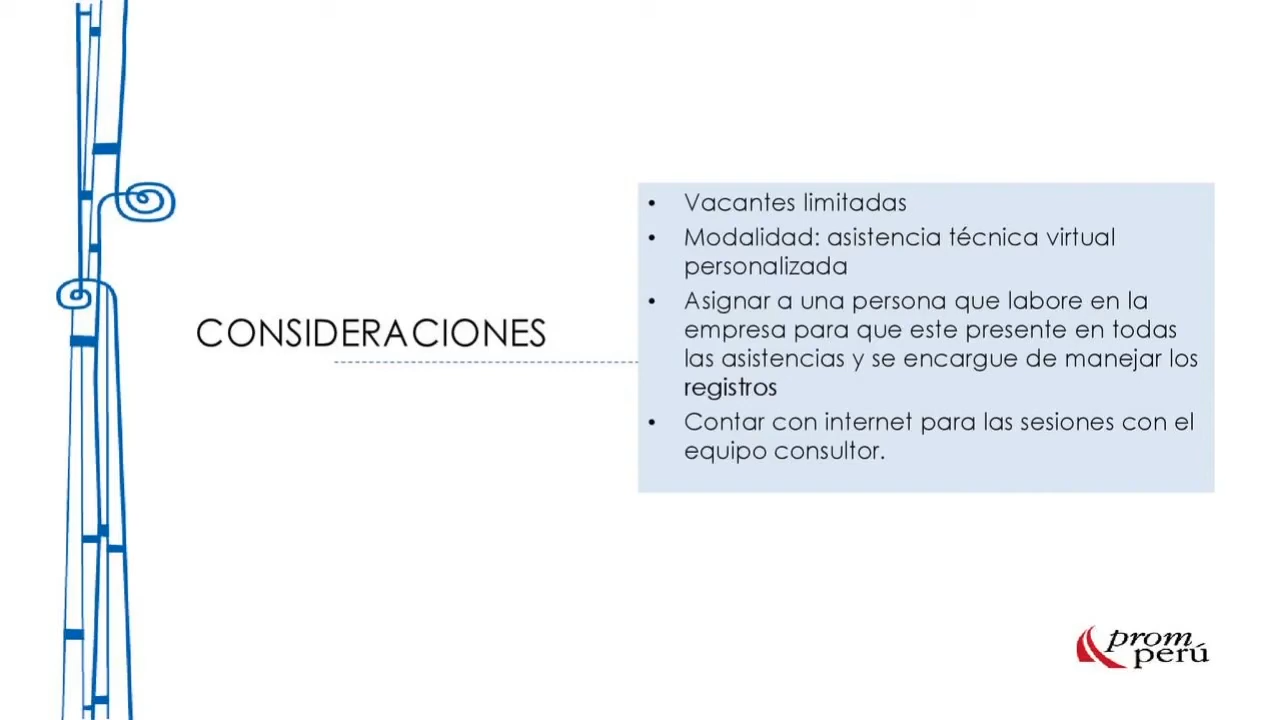 CONSIDERACIONES
• Vacantes limitadas
• Modalidad: asistencia técnica virtual
personalizada
• Asignar a una persona que labore en la
empresa para que este presente en todas
las asistencias y se encargue de manejar los
registros
• Contar con internet para las sesiones con el
equipo consultor.
prom
perú